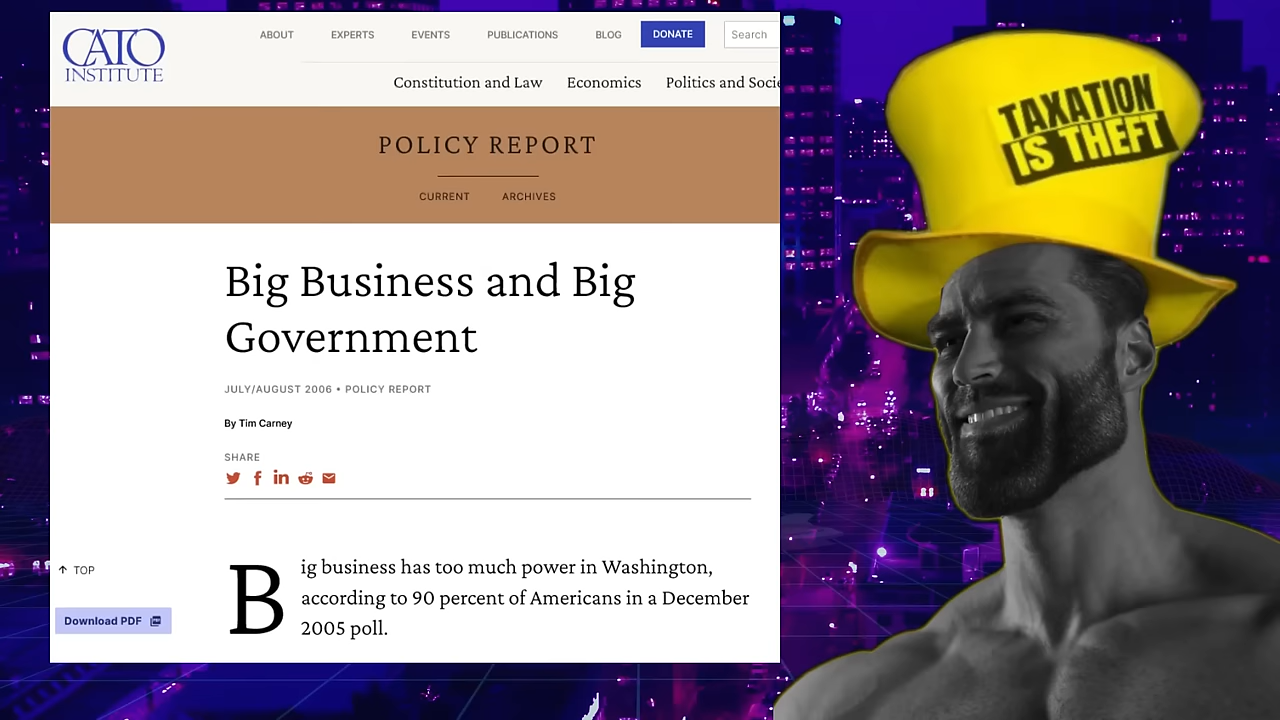 CATO
INSTITUTE
ABOUT EXPERTS EVENTS PUBLICATIONS BLOG DONATE Search
Constitution and Law Economics Politics and Socie
POLICY REPORT
CURRENT ARCHIVES
Big Business and Big
Government
JULY/AUGUST 2006 • POLICY REPORT
By Tim Carney
SHARE
Big business has too much power in Washington,
according to 90 percent of Americans in a December
2005 poll.
↑ TOP
Download PDF
TAXATION
IS THEFT